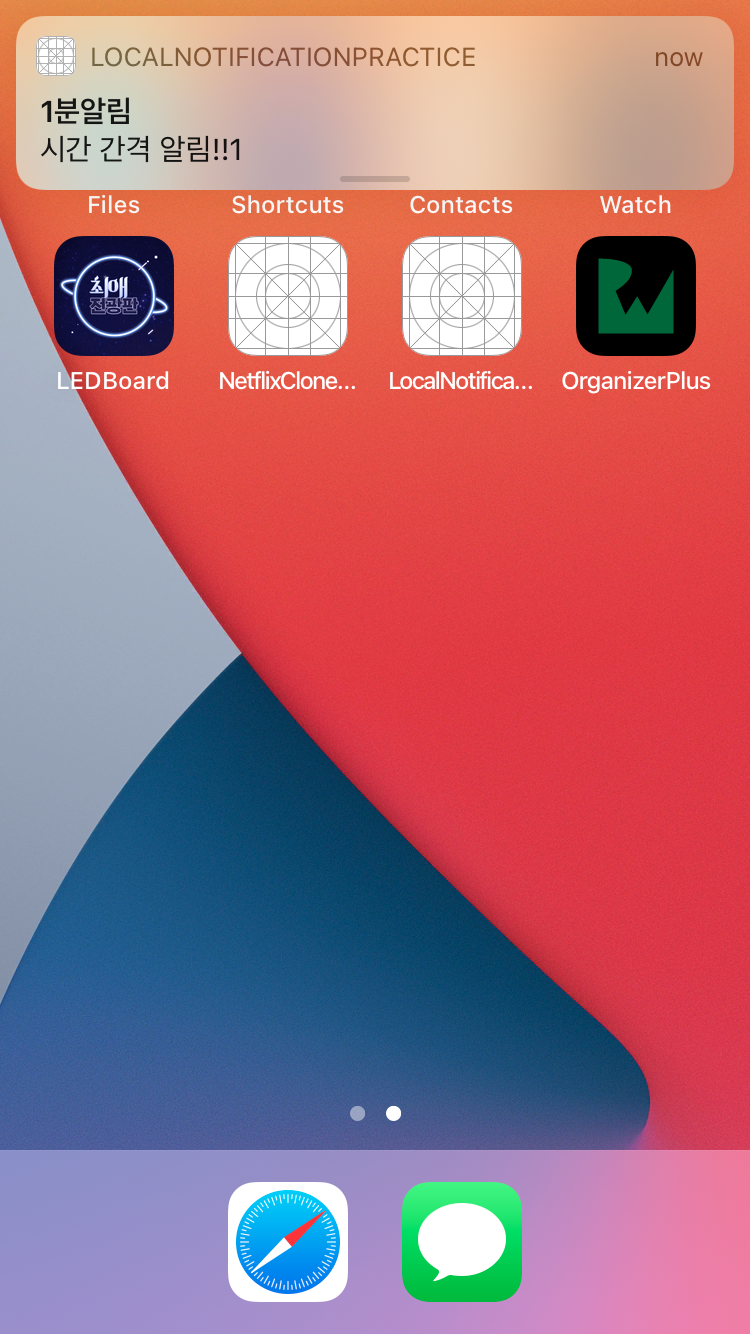 LOCALNOTIFICATIONPRACTICE now
1분알림
시간 간격 알림!!1
Files Shortcuts Contacts Watch
최애
전광판
LEDBoard NetflixClone... LocalNotifica... OrganizerPlus